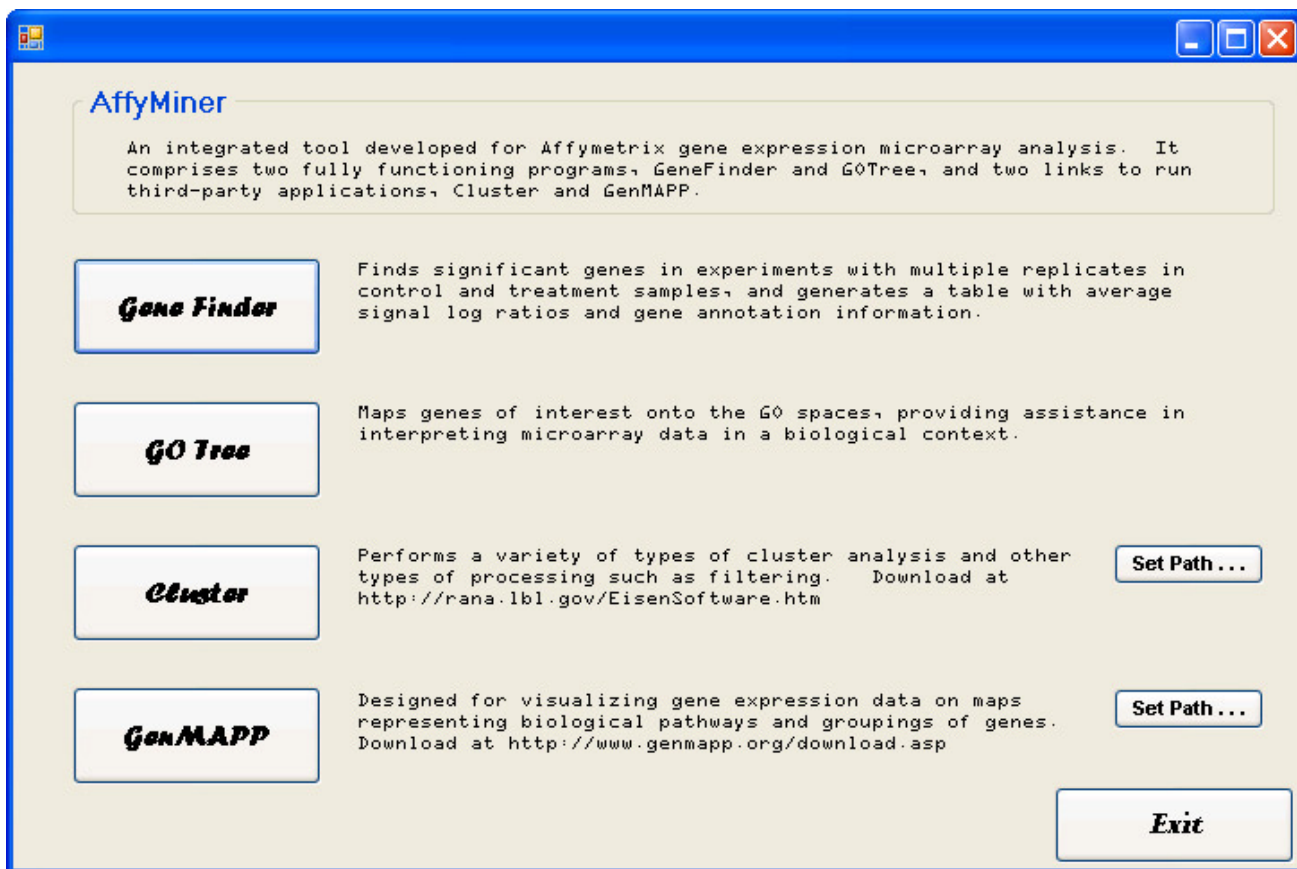 AffyMiner
An integrated tool developed for Affymetrix gene expression microarray analysis. It
comprises two fully functioning programs, GeneFinder and GOTree, and two links to run
third-party applications, Cluster and GenMAPP.
Gene Finder
Finds significant genes in experiments with multiple replicates in
control and treatment samples, and generates a table with average
signal log ratios and gene annotation information.
GO Tree
Maps genes of interest onto the GO spaces, providing assistance in
interpreting microarray data in a biological context.
Cluster
Performs a variety of types of cluster analysis and other
types of processing such as filtering. Download at
http://rana.lbl.gov/EisenSoftware.htm
Set Path ...
GenMAPP
Designed for visualizing gene expression data on maps
representing biological pathways and groupings of genes.
Download at http://www.genmapp.org/download.asp
Set Path ...
Exit